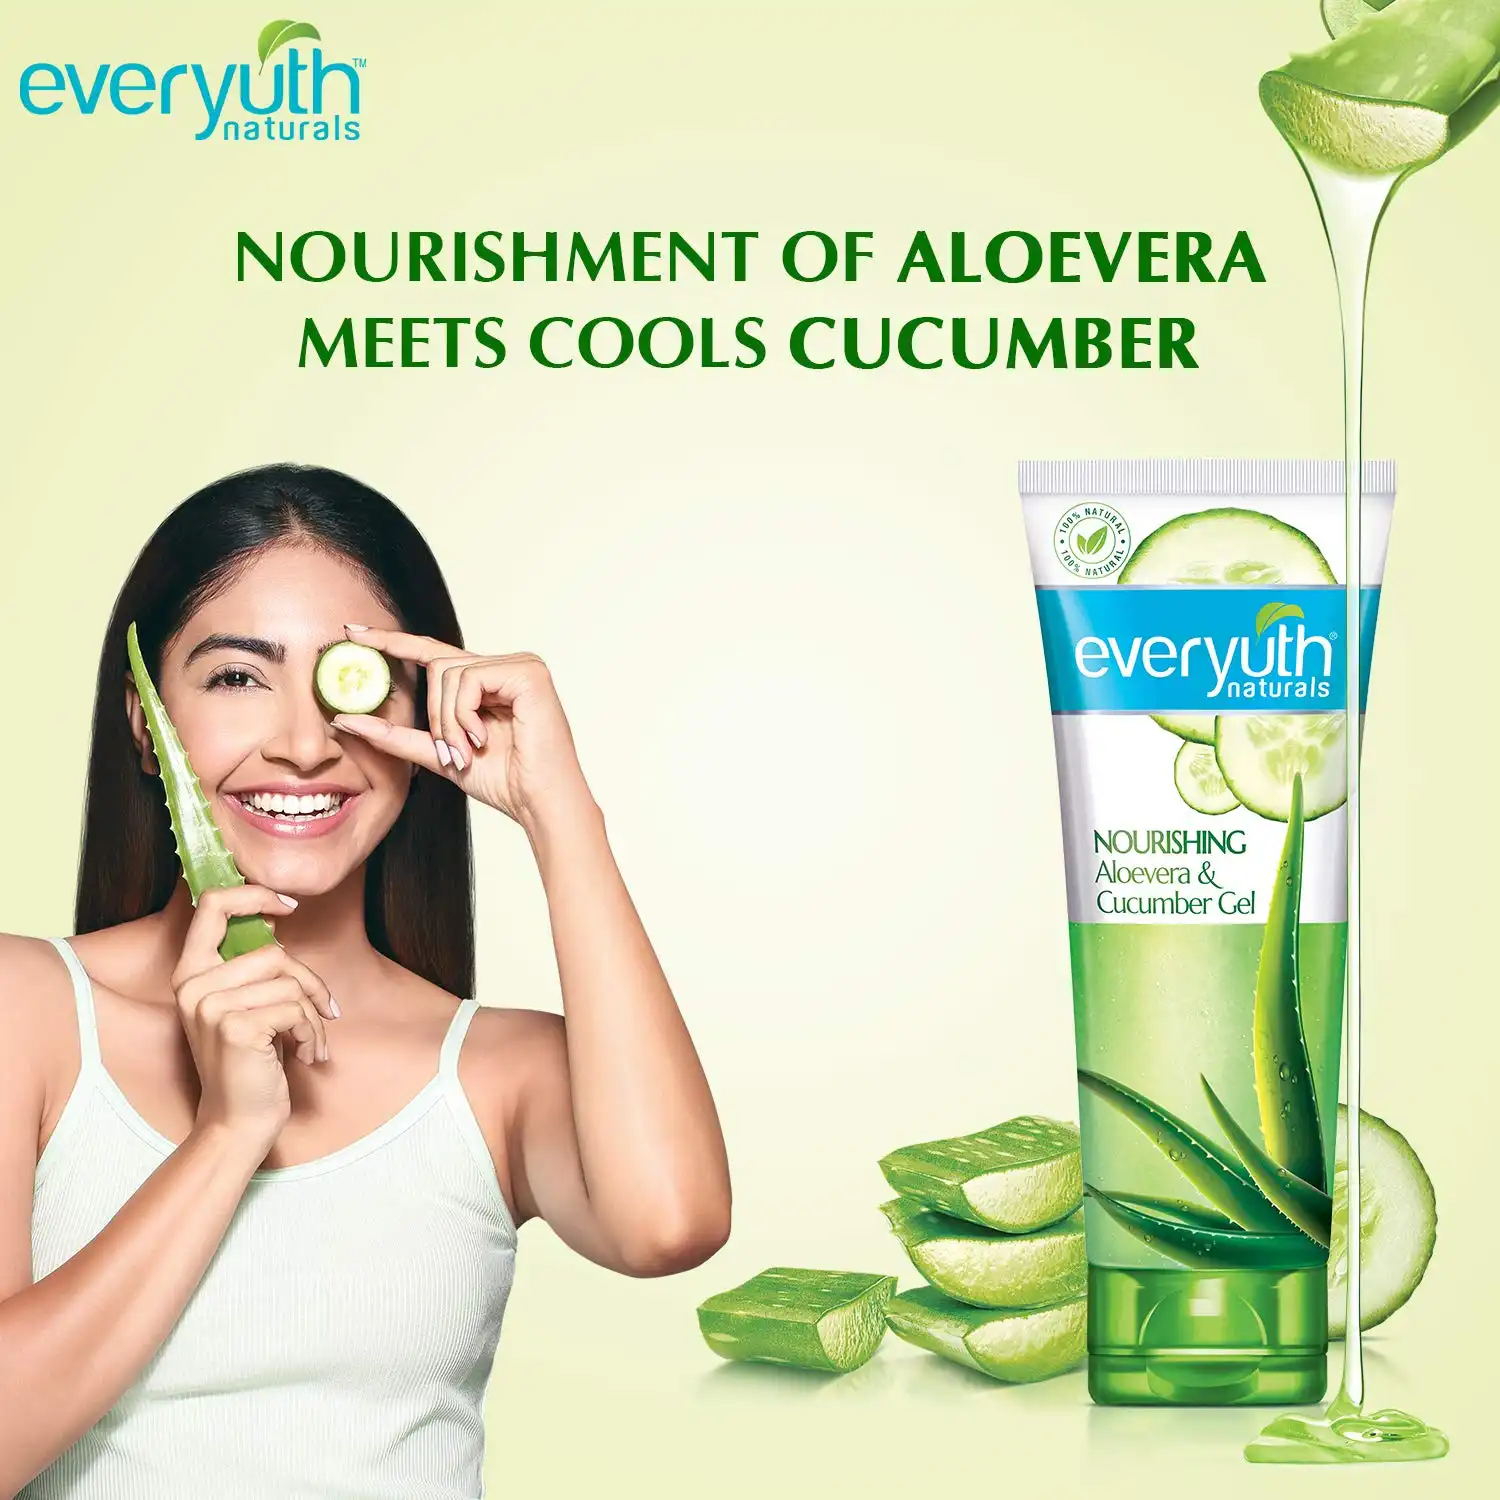 everyuth™
naturals
NOURISHMENT OF ALOEVERA
MEETS COOLS CUCUMBER
• 100% NATURAL •
100% NATURAL
everyuth®
naturals
NOURISHING
Aloevera &
Cucumber Gel